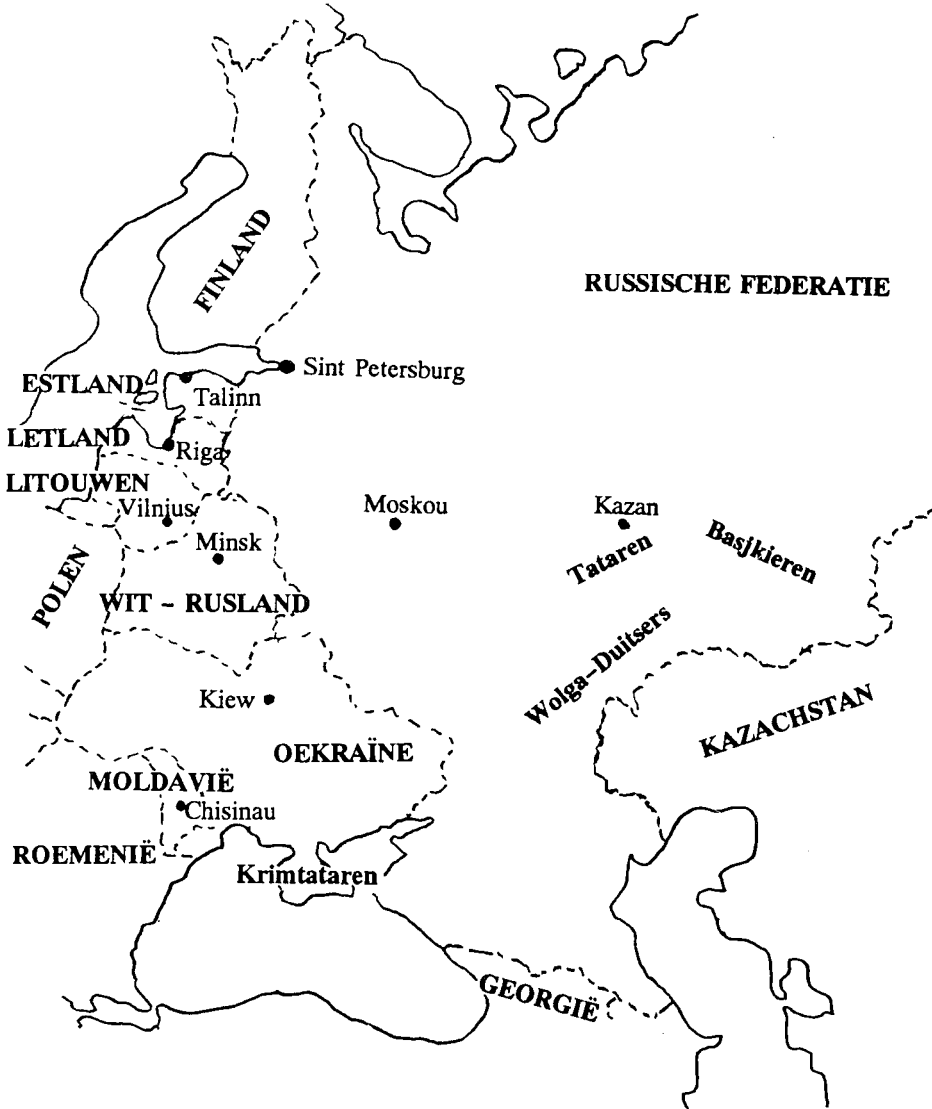 FINLAND
RUSSISCHE FEDERATIE
Sint Petersburg
ESTLAND
Talinn
LETLAND
Riga
LITOUWEN
Vilnius
Moskou
Kazan
Minsk
Tataren
Basjkieren
POLEN
WIT – RUSLAND
Wolga–Duitsers
Kiew
KAZACHSTAN
OEKRAÏNE
MOLDAVIË
Chisinau
ROEMENIË
Krimtataren
GEORGIË